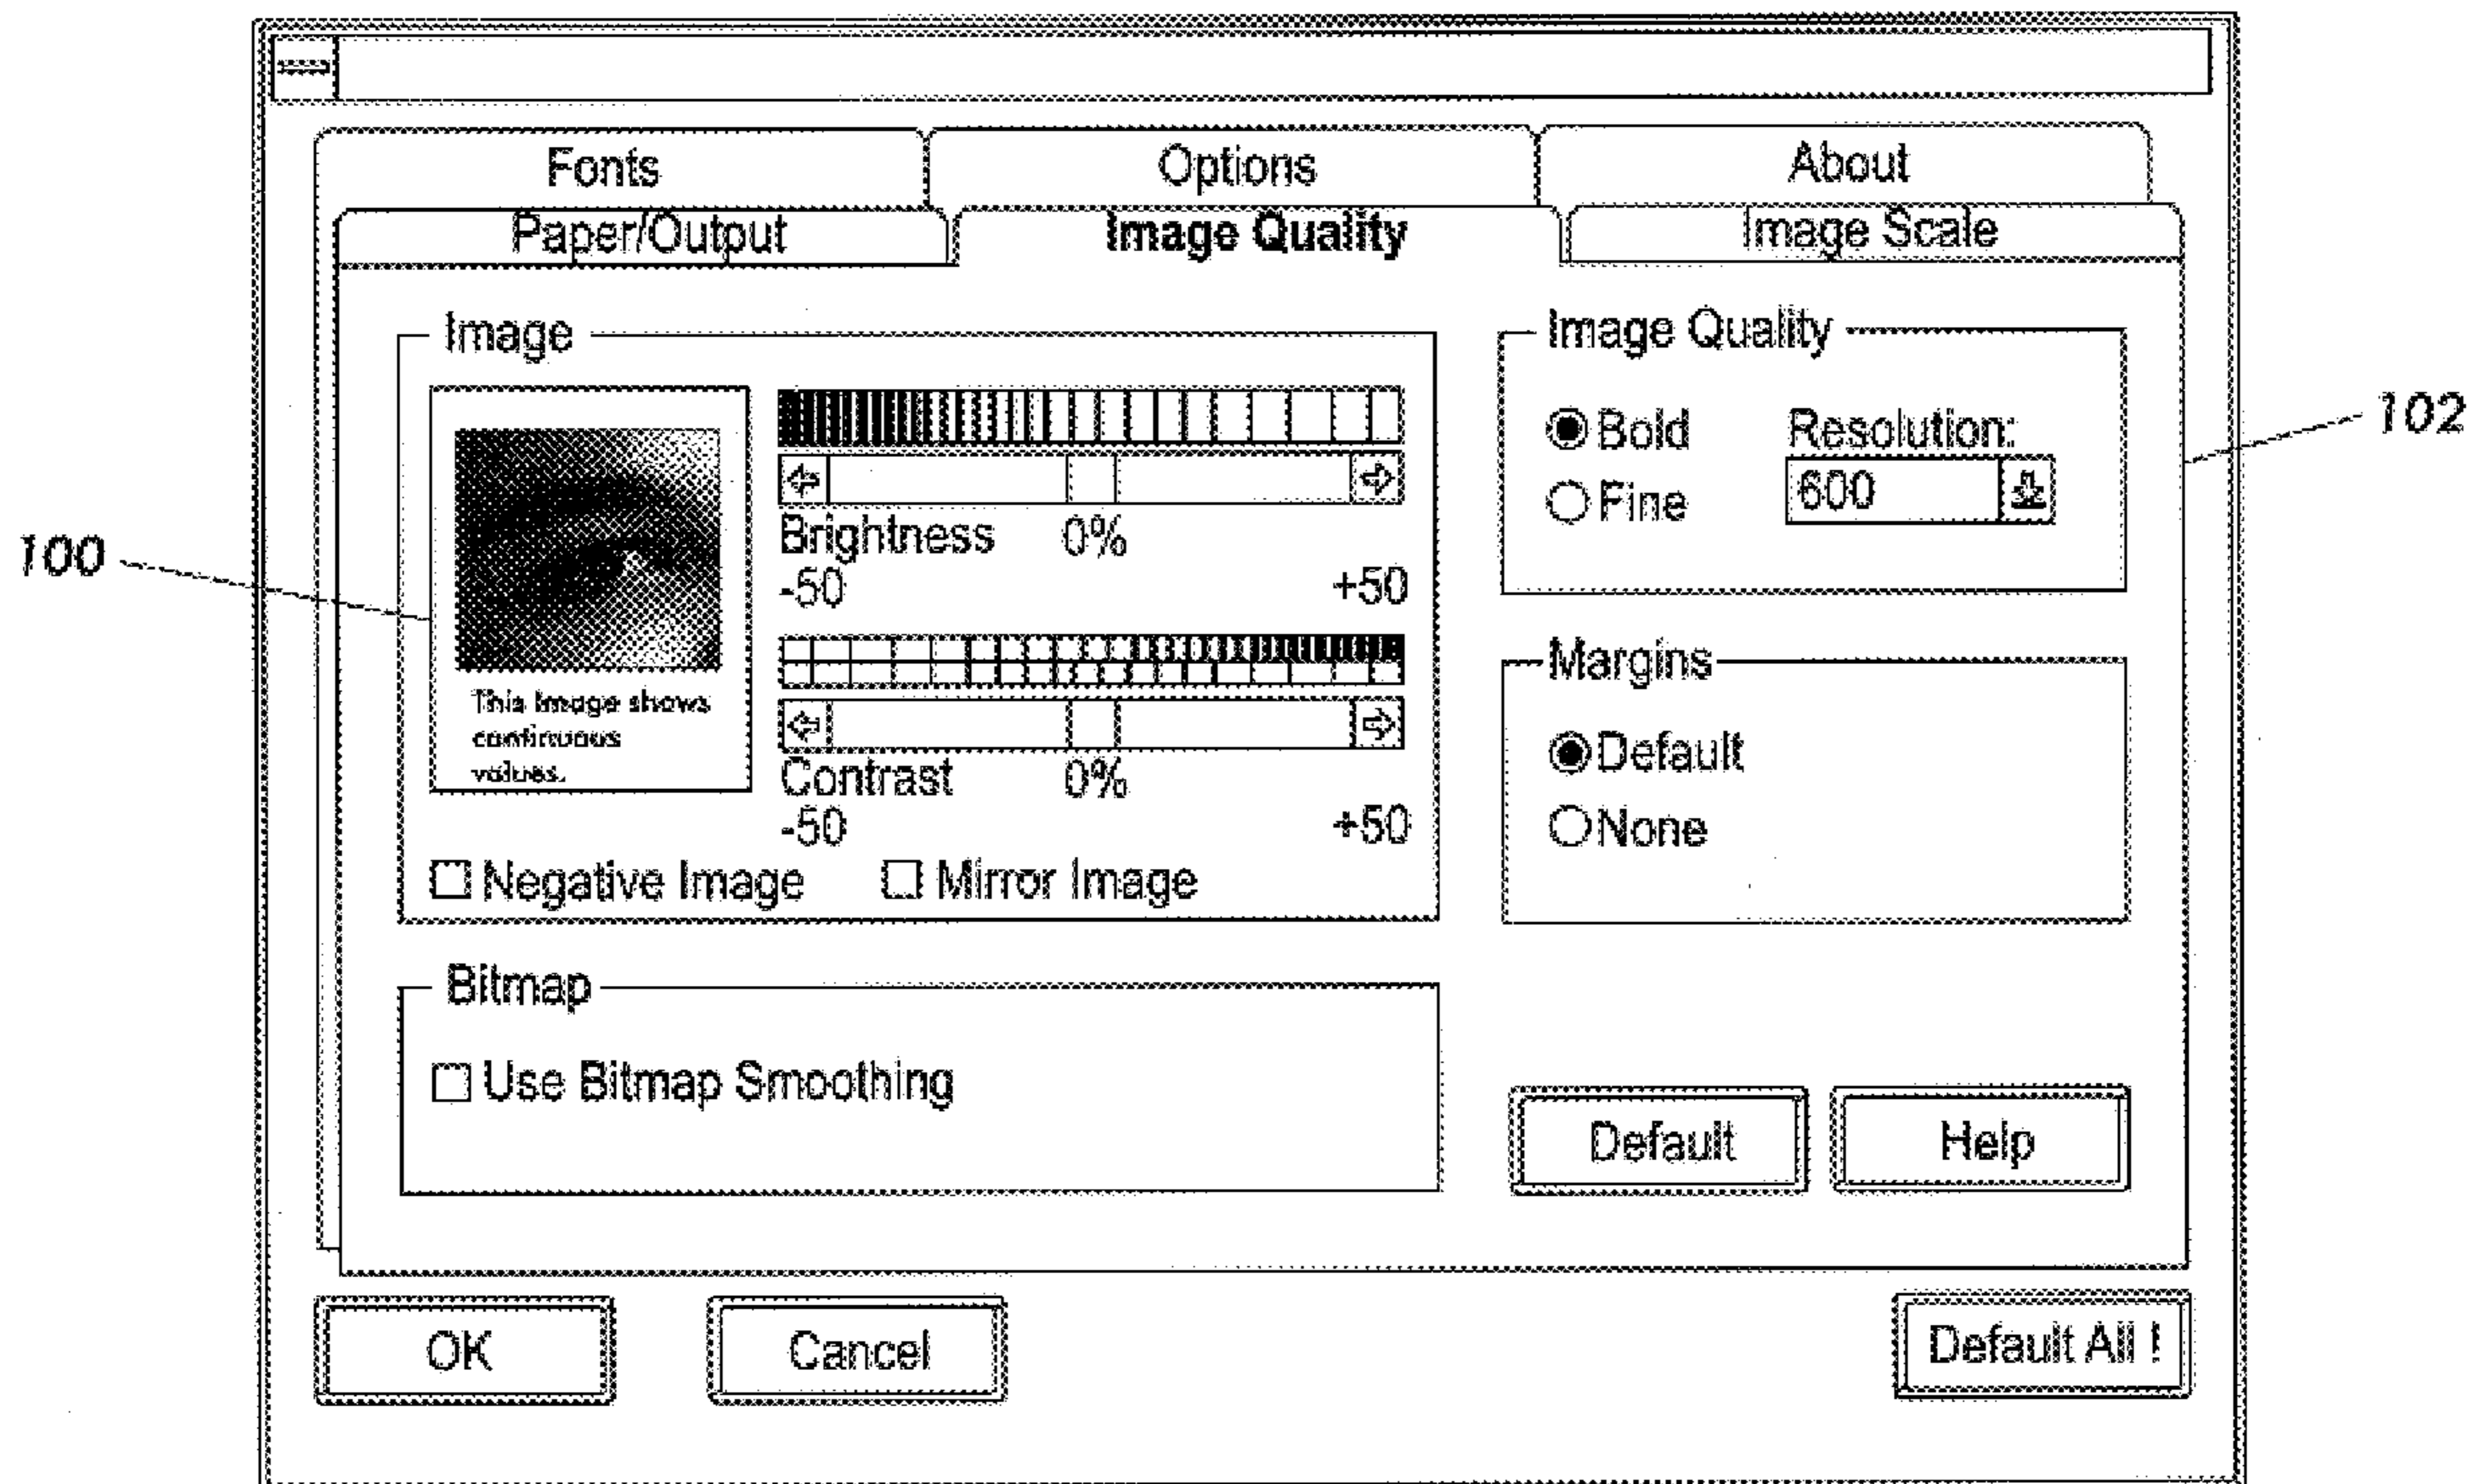 Fonts Options About
Paper/Output Image Quality Image Scale
Image
This image shows
continuous
values.
Brightness 0%
-50 +50
Contrast 0%
-50 +50
Negative Image Mirror Image
Image Quality
Bold Resolution:
Fine 600
Margins
Default
None
Bitmap
Use Bitmap Smoothing
Default Help
OK Cancel Default All !
100
102